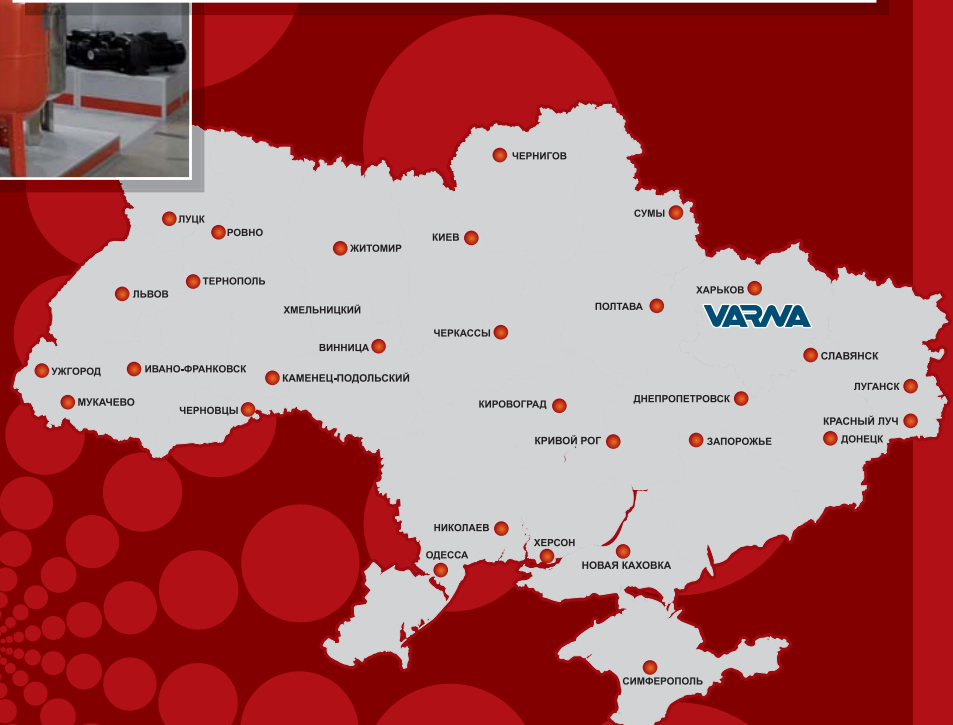 ЧЕРНИГОВ
СУМЫ
ЛУЦК
РОВНО
КИЕВ
ЖИТОМИР
ТЕРНОПОЛЬ
ЛЬВОВ
ХАРЬКОВ
ХМЕЛЬНИЦКИЙ
ПОЛТАВА
VARNA
ЧЕРКАССЫ
ВИННИЦА
СЛАВЯНСК
УЖГОРОД
ИВАНО-ФРАНКОВСК
КАМЕНЕЦ-ПОДОЛЬСКИЙ
ЛУГАНСК
МУКАЧЕВО
ЧЕРНОВЦЫ
КИРОВОГРАД
ДНЕПРОПЕТРОВСК
КРАСНЫЙ ЛУЧ
КРИВОЙ РОГ
ЗАПОРОЖЬЕ
ДОНЕЦК
НИКОЛАЕВ
ХЕРСОН
ОДЕССА
НОВАЯ КАХОВКА
СИМФЕРОПОЛЬ